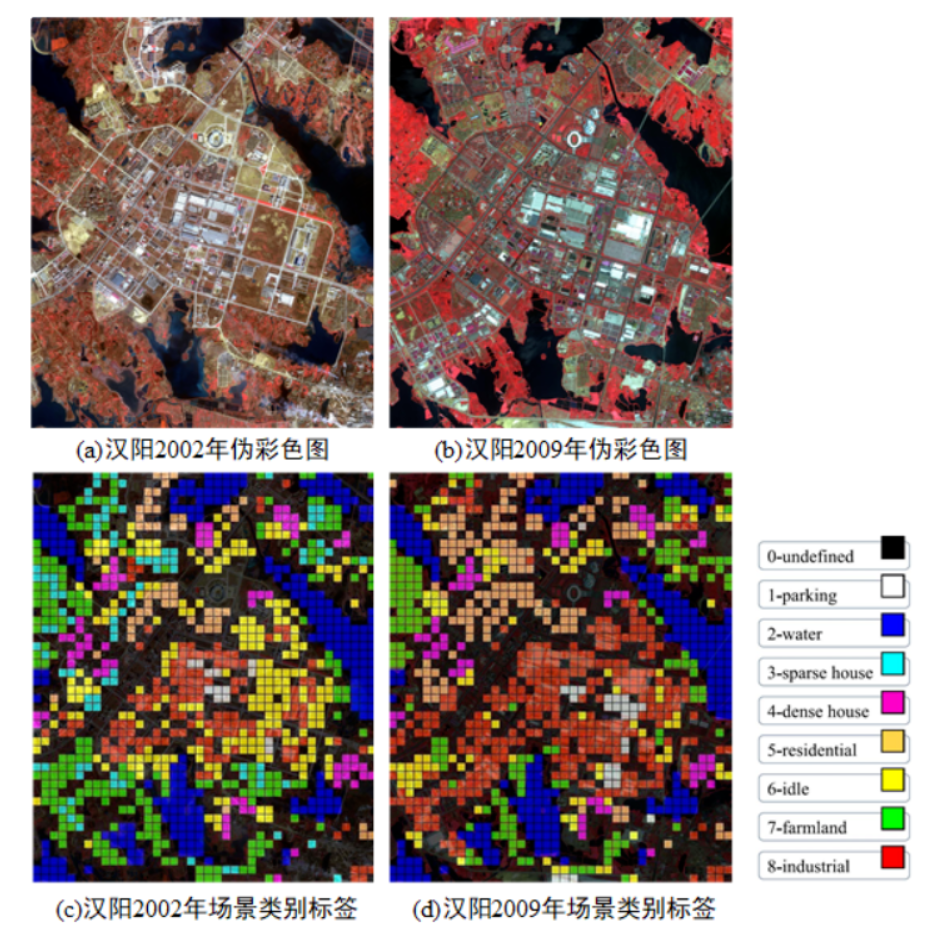 (a)汉阳2002年伪彩色图
(b)汉阳2009年伪彩色图
0-undefined
1-parking
2-water
3-sparse house
4-dense house
5-residential
6-idle
7-farmland
8-industrial
(c)汉阳2002年场景类别标签
(d)汉阳2009年场景类别标签